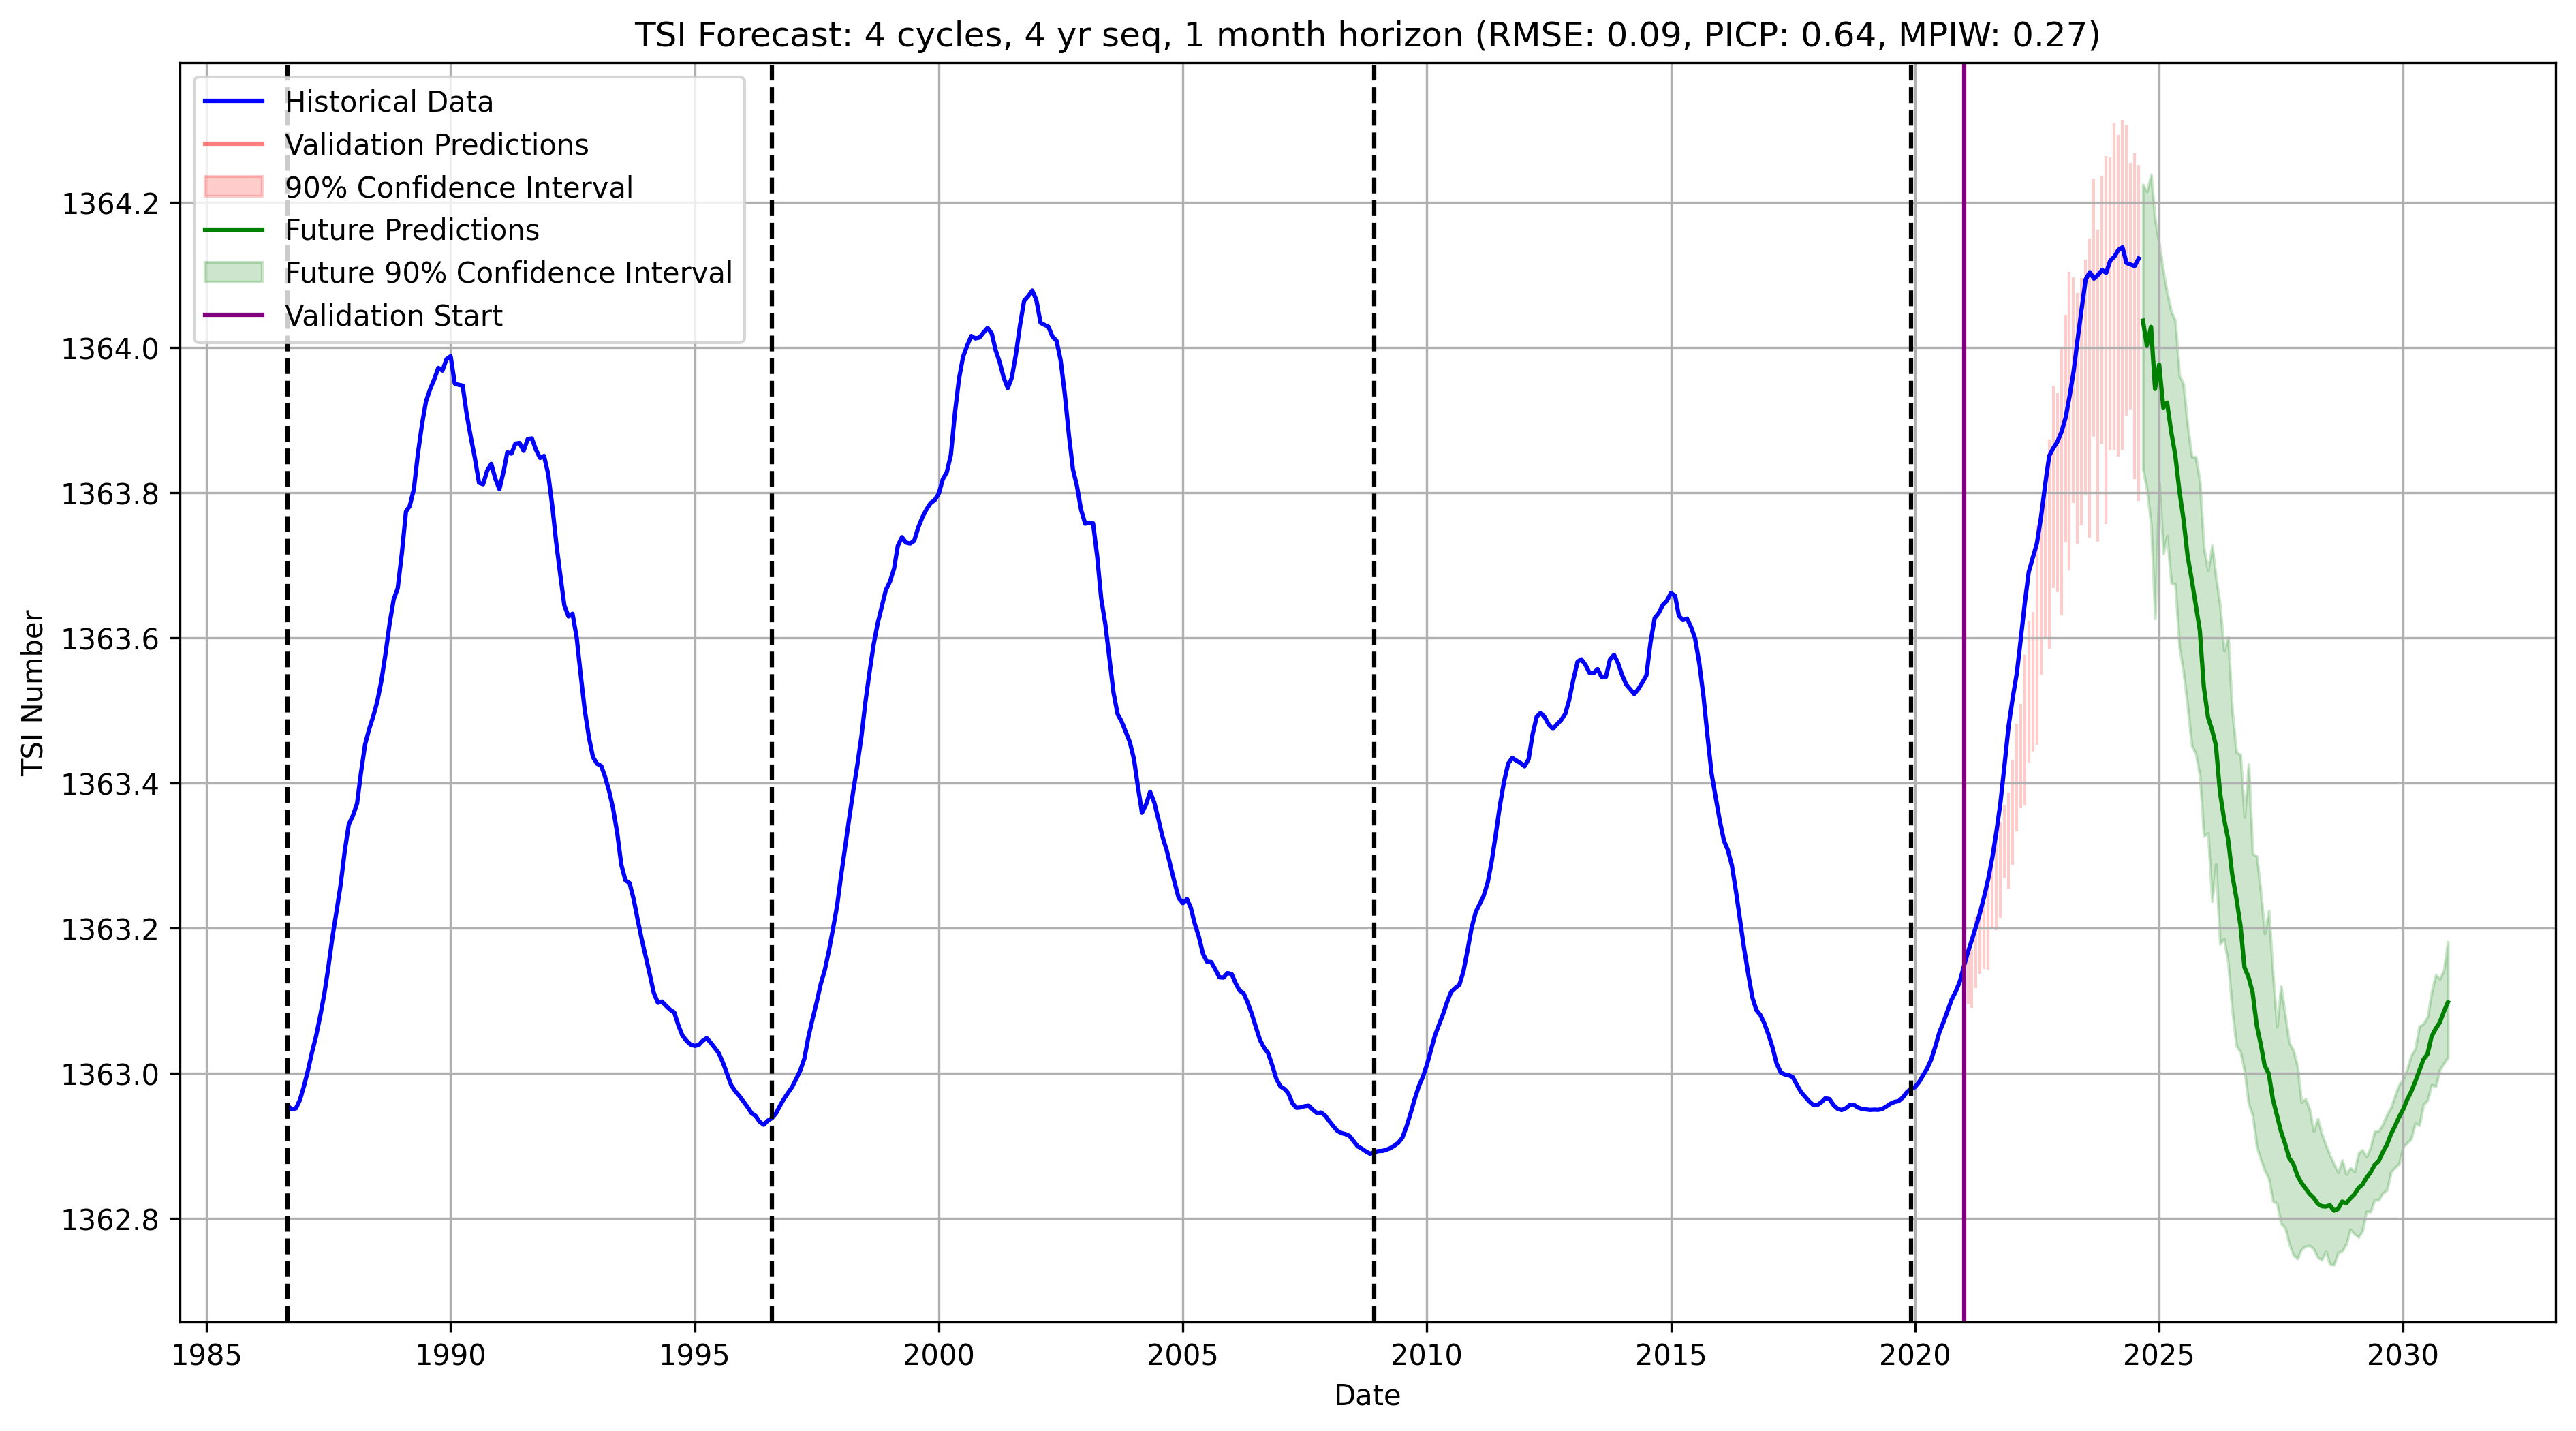 TSI Forecast: 4 cycles, 4 yr seq, 1 month horizon (RMSE: 0.09, PICP: 0.64, MPIW: 0.27)
Historical Data
Validation Predictions
90% Confidence Interval
Future Predictions
Future 90% Confidence Interval
Validation Start
TSI Number
1364.2
1364.0
1363.8
1363.6
1363.4
1363.2
1363.0
1362.8
1985 1990 1995 2000 2005 2010 2015 2020 2025 2030
Date